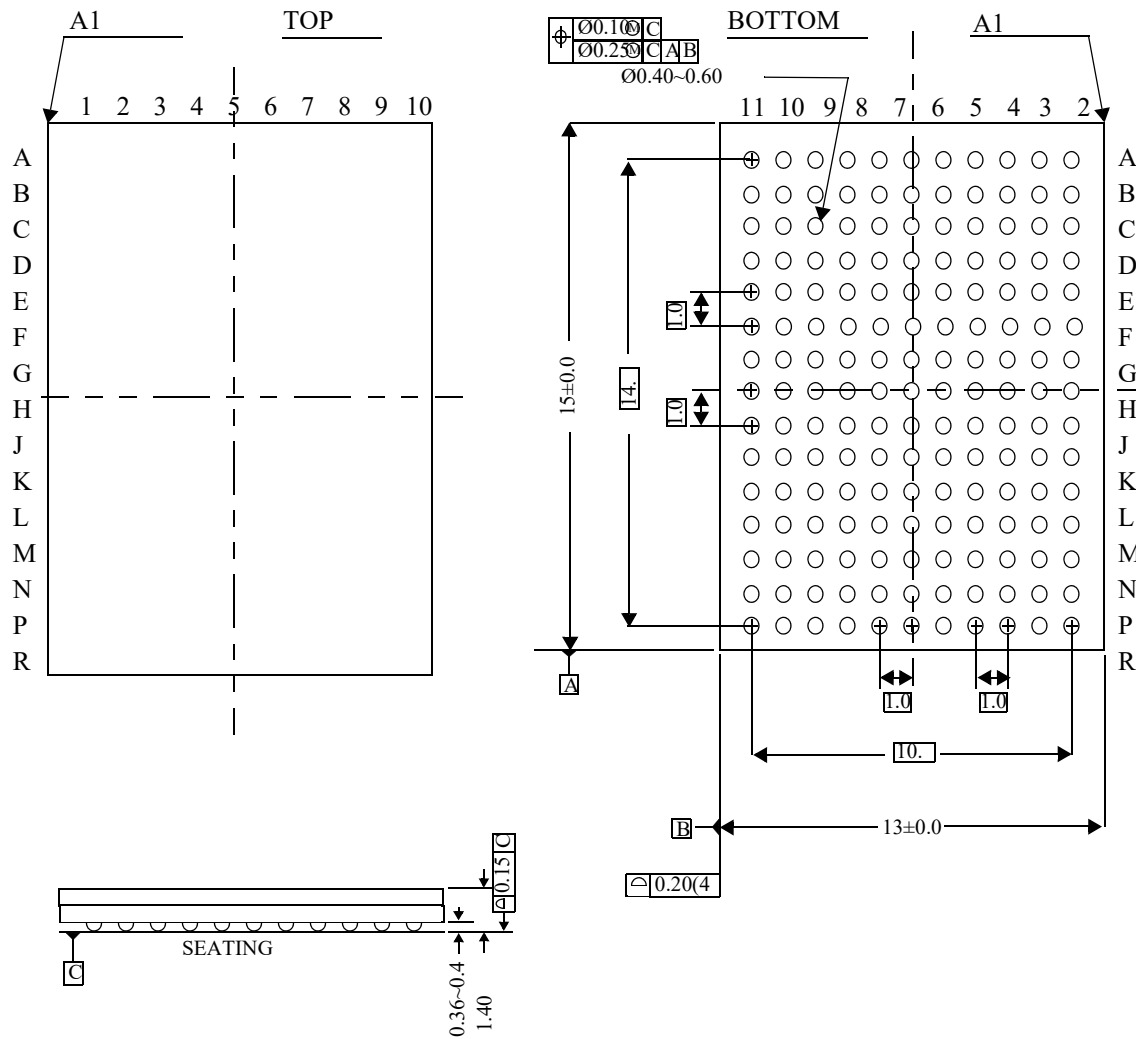 A1
TOP
1 2 3 4 5 6 7 8 9 10
A
B
C
D
E
F
G
H
J
K
L
M
N
P
R
Ø0.10Ⓜ C
Ø0.25Ⓜ C A B
Ø0.40~0.60
BOTTOM
A1
11 10 9 8 7 6 5 4 3 2
A
B
C
D
E
F
G
H
J
K
L
M
N
P
R
15±0.0
14.
1.0
1.0
A
1.0
1.0
10.
B
13±0.0
0.20(4
0.15 C
SEATING
C
0.36~0.4
1.40